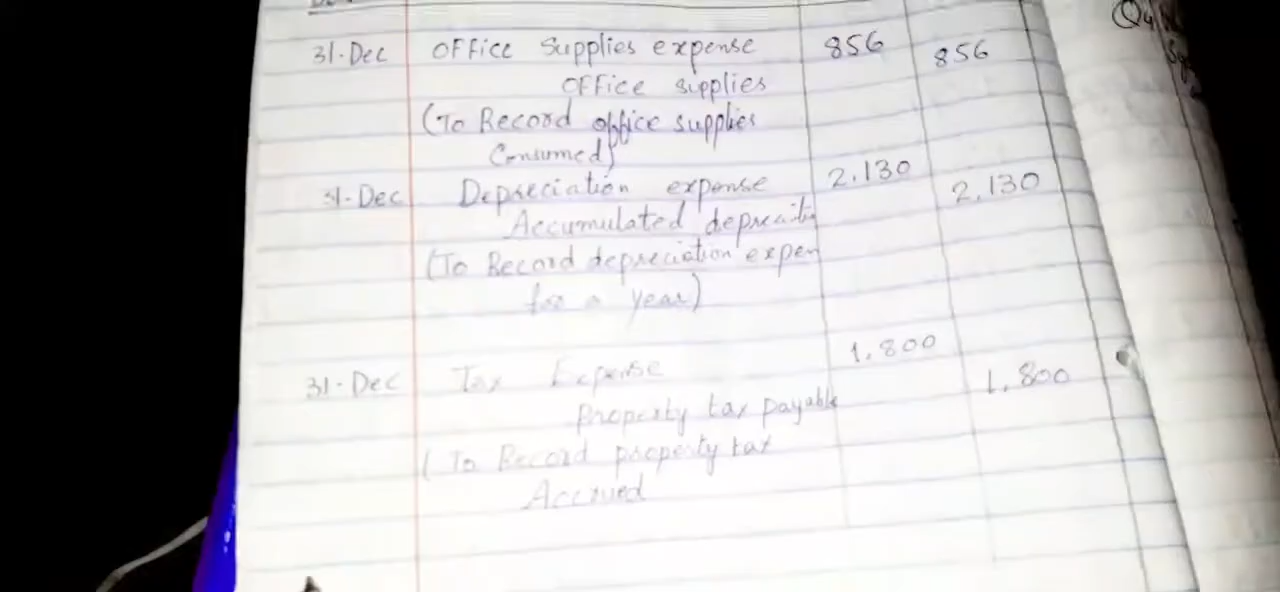 31-Dec Office Supplies expense 856
Office supplies 856
(To Record office supplies
Consumed)
31-Dec Depreciation expense 2,130
Accumulated depreciation 2,130
(To Record depreciation expen
for a year)
31-Dec Tax Expense 1,800
Property tax payable 1,800
(To Record property tax
Accrued